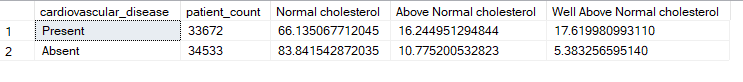 cardiovascular_disease patient_count Normal cholesterol Above Normal cholesterol Well Above Normal cholesterol
1 Present 33672 66.135067712045 16.244951294844 17.619980993110
2 Absent 34533 83.841542872035 10.775200532823 5.383256595140